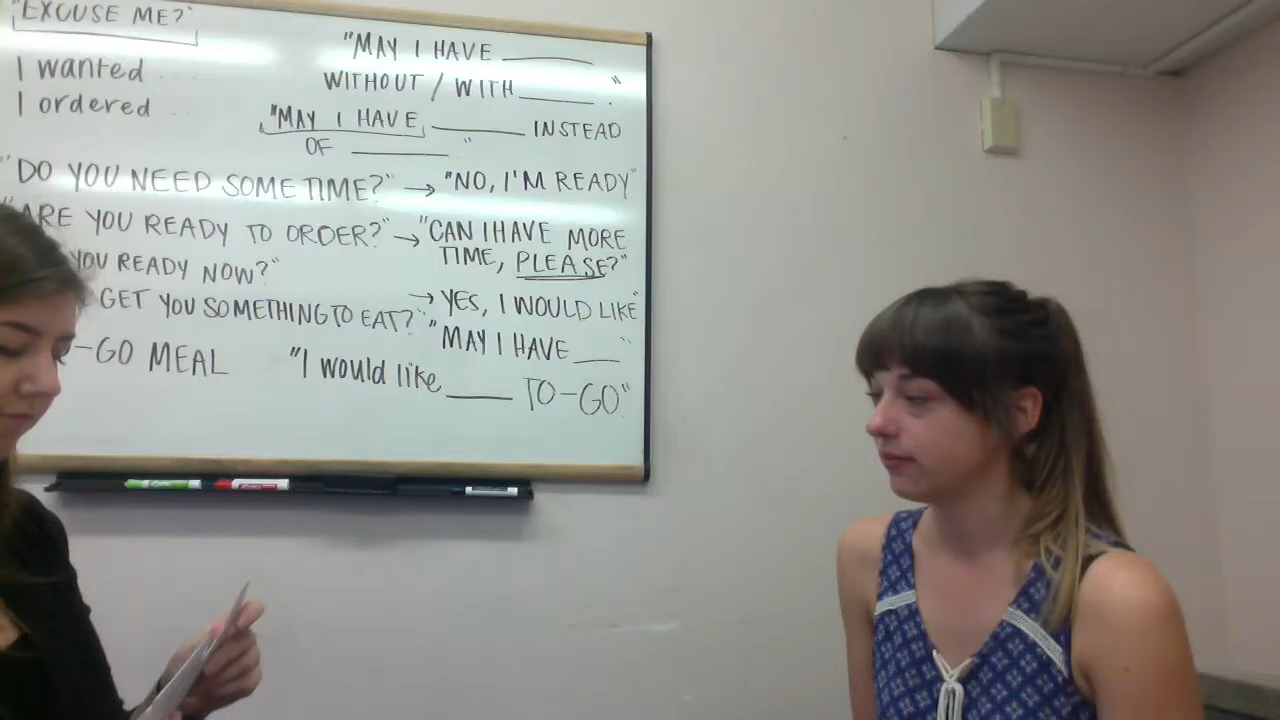 "EXCUSE ME?"
I wanted
I ordered
"MAY I HAVE ______
WITHOUT / WITH ______."
"MAY I HAVE ______ INSTEAD
OF ______"
"DO YOU NEED SOME TIME?" → "NO, I'M READY"
"ARE YOU READY TO ORDER?" → "CAN I HAVE MORE
TIME, PLEASE?"
YOU READY NOW?"
GET YOU SOMETHING TO EAT?"
→ YES, I WOULD LIKE"
"MAY I HAVE ___"
-GO MEAL
"I would like ____ TO-GO"